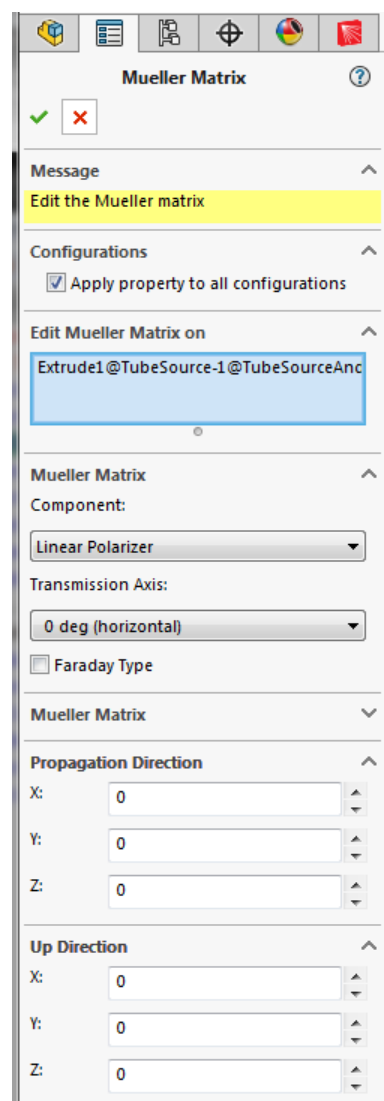 Mueller Matrix
Message
Edit the Mueller matrix
Configurations
Apply property to all configurations
Edit Mueller Matrix on
Extrude1@TubeSource-1@TubeSourceAnc
Mueller Matrix
Component:
Linear Polarizer
Transmission Axis:
0 deg (horizontal)
Faraday Type
Mueller Matrix
Propagation Direction
X: 0
Y: 0
Z: 0
Up Direction
X: 0
Y: 0
Z: 0